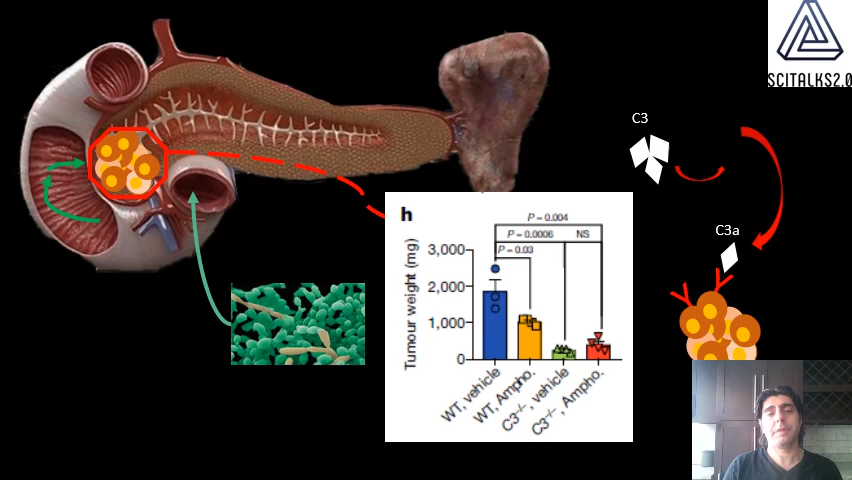 SCITALKS2.0
C3
C3a
h
P = 0.004
P = 0.0006 NS
P = 0.03
Tumour weight (mg)
3,000
2,000
1,000
0
WT, vehicle
WT, Ampho.
C3⁻/⁻, vehicle
C3⁻/⁻, Ampho.